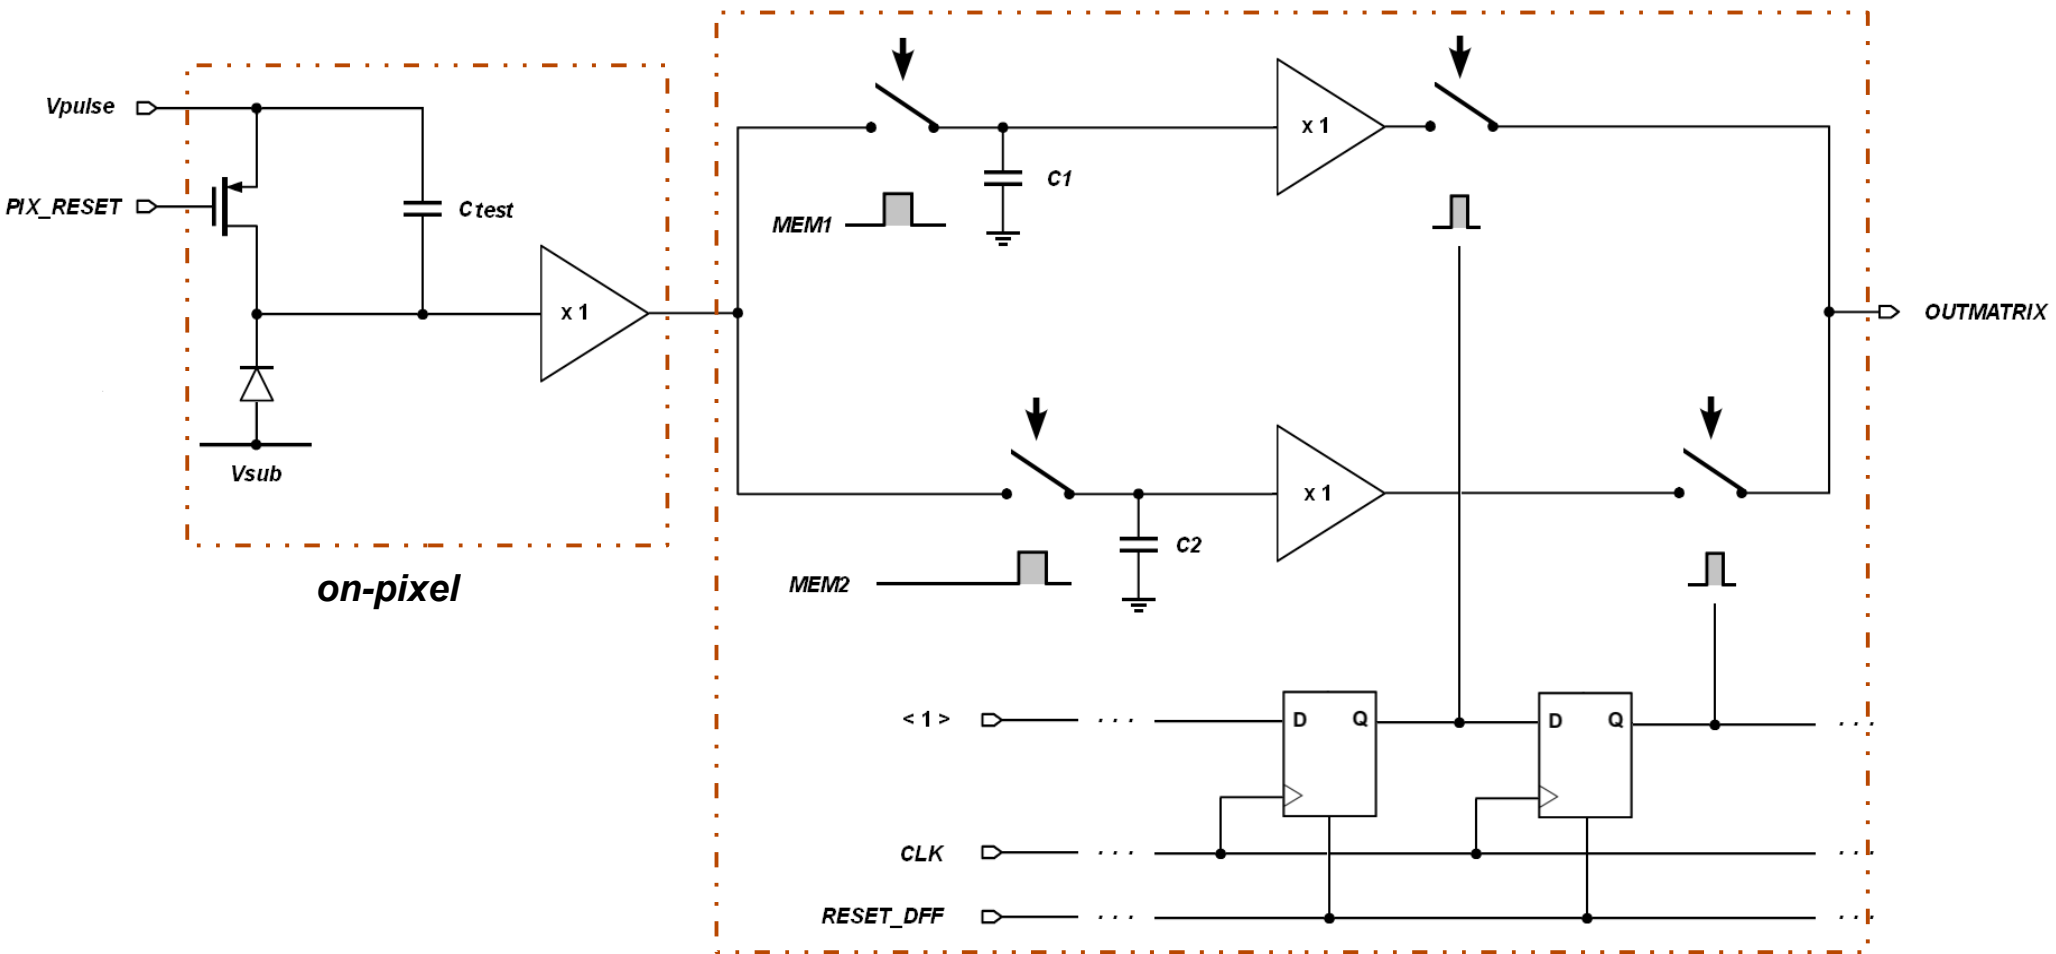 Vpulse
PIX_RESET
Ctest
x 1
Vsub
on-pixel
MEM1
C1
x 1
OUTMATRIX
MEM2
C2
x 1
< 1 >
. . .
D Q
D Q
. . .
CLK
. . .
. . .
RESET_DFF
. . .
. . .